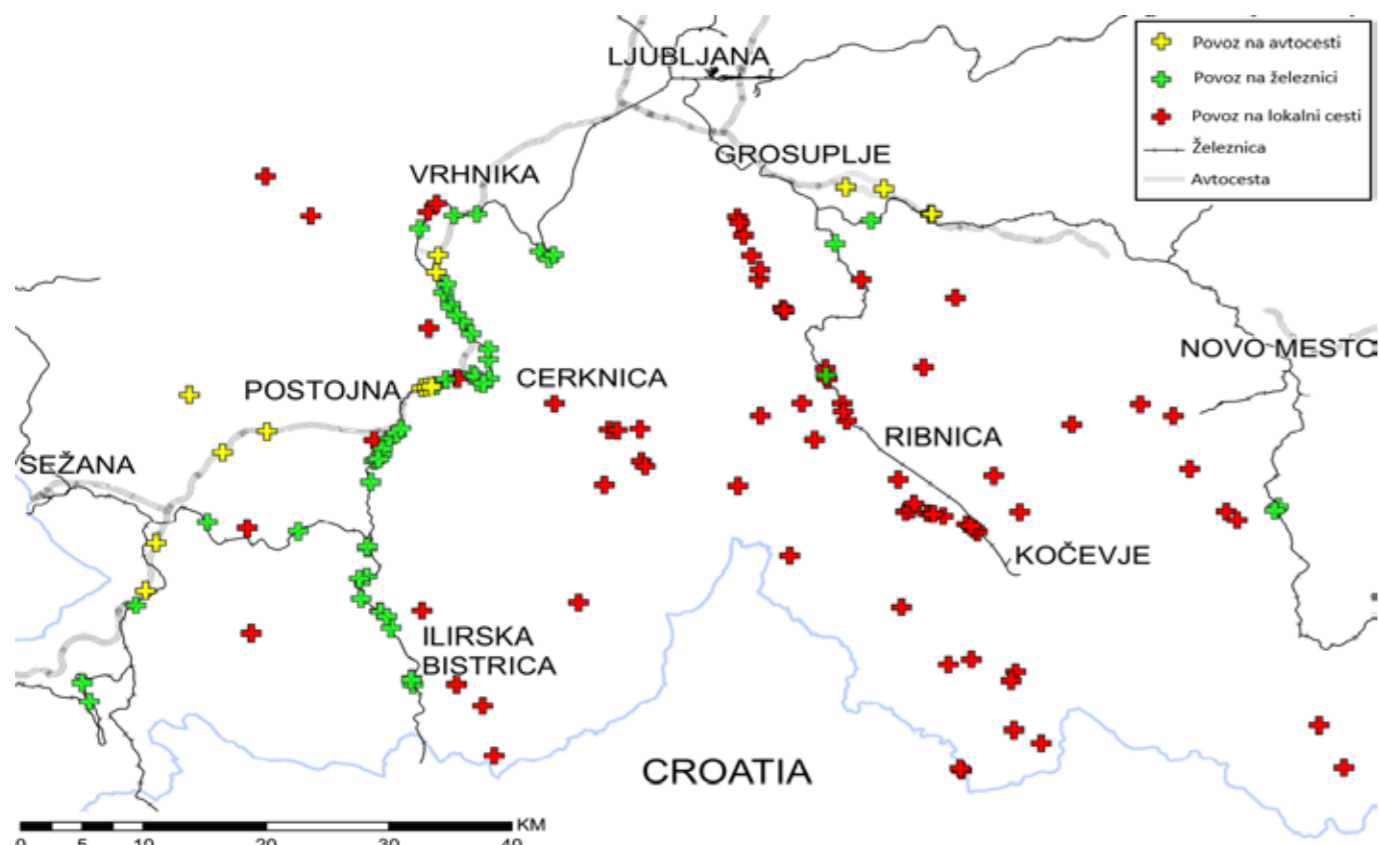 LJUBLJANA
Povoz na avtocesti
Povoz na železnici
Povoz na lokalni cesti
Železnica
Avtocesta
GROSUPLJE
VRHNIKA
NOVO MESTO
POSTOJNA
CERKNICA
RIBNICA
SEŽANA
KOČEVJE
ILIRSKA
BISTRICA
CROATIA
KM
0 5 10 20 30 40